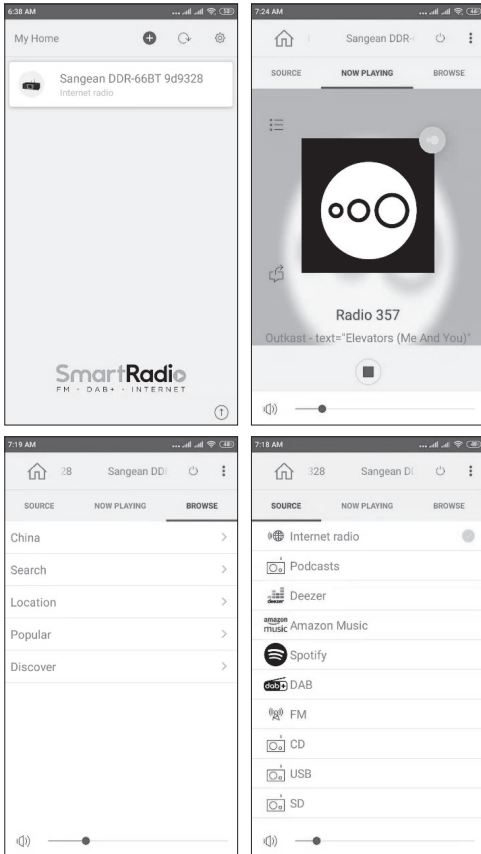 6:38 AM
58
My Home
Sangean DDR-66BT 9d9328
Internet radio
SmartRadio
FM · DAB+ · INTERNET
7:24 AM
Sangean DDR-
SOURCE NOW PLAYING BROWSE
Radio 357
Outkast - text="Elevators (Me And You)"
7:19 AM
28 Sangean DD
SOURCE NOW PLAYING BROWSE
China
Search
Location
Popular
Discover
7:18 AM
328 Sangean D
SOURCE NOW PLAYING BROWSE
Internet radio
Podcasts
deezer Deezer
amazon
music Amazon Music
Spotify
dab+ DAB
FM
CD
USB
SD